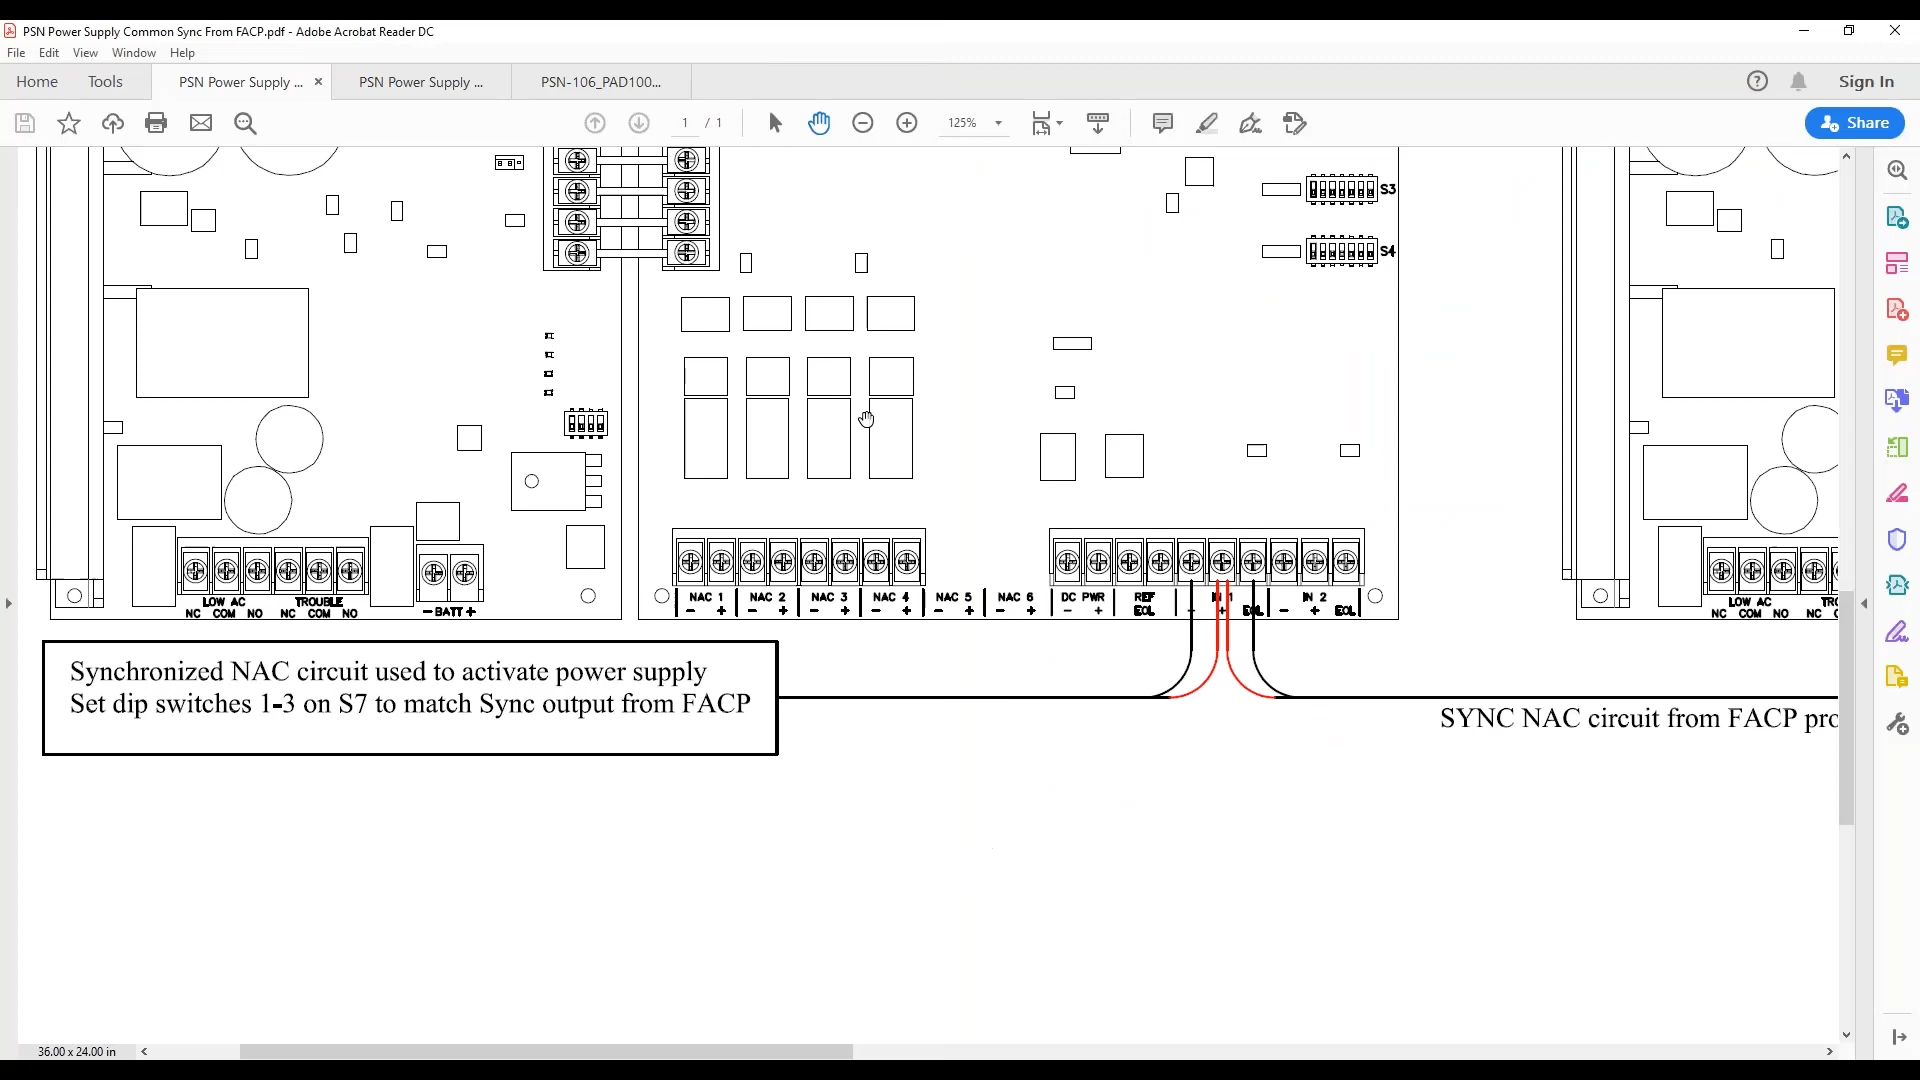 PSN Power Supply Common Sync From FACP.pdf - Adobe Acrobat Reader DC
File Edit View Window Help
Home Tools PSN Power Supply ... × PSN Power Supply ... PSN-106_PAD100... Sign In
1 / 1 125% Share
S3
S4
NAC 1 NAC 2 NAC 3 NAC 4 NAC 5 NAC 6 DC PWR REF IN 1 IN 2
- + - + - + - + - + - + - + EOL - + EOL - + EOL
LOW AC TROUBLE
NC COM NO NC COM NO - BATT +
LOW AC
NC COM NO NC COM
Synchronized NAC circuit used to activate power supply
Set dip switches 1-3 on S7 to match Sync output from FACP
SYNC NAC circuit from FACP pro
36.00 x 24.00 in